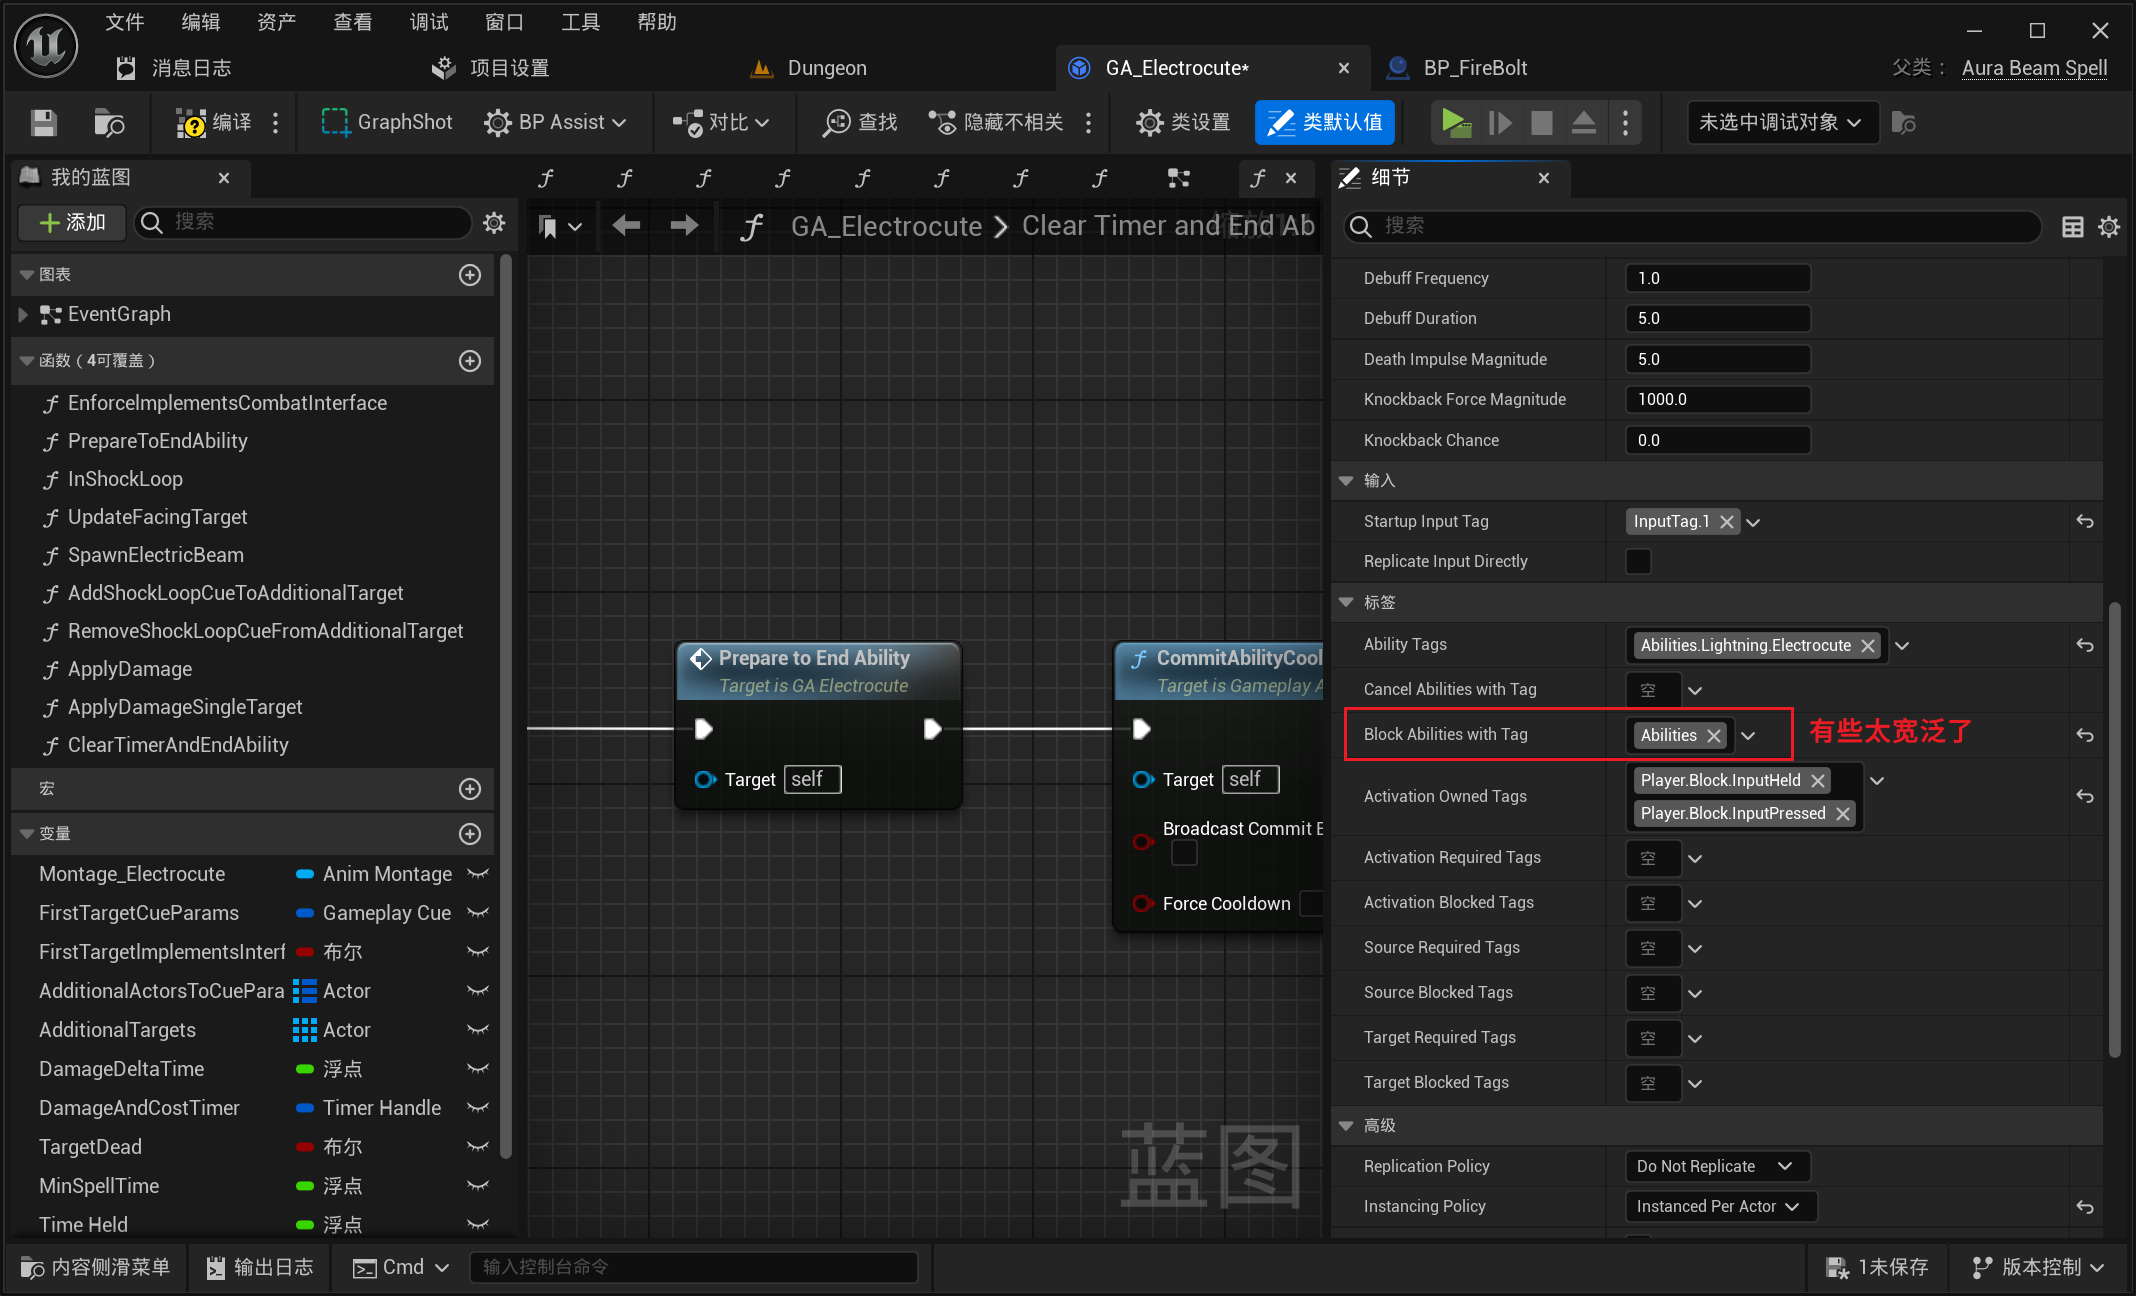 文件 编辑 资产 查看 调试 窗口 工具 帮助
消息日志 项目设置 Dungeon GA_Electrocute* BP_FireBolt 父类： Aura Beam Spell
编译 GraphShot BP Assist 对比 查找 隐藏不相关 类设置 类默认值 未选中调试对象
我的蓝图
添加 搜索
图表
EventGraph
函数（4可覆盖）
EnforceImplementsCombatInterface
PrepareToEndAbility
InShockLoop
UpdateFacingTarget
SpawnElectricBeam
AddShockLoopCueToAdditionalTarget
RemoveShockLoopCueFromAdditionalTarget
ApplyDamage
ApplyDamageSingleTarget
ClearTimerAndEndAbility
宏
变量
Montage_Electrocute Anim Montage
FirstTargetCueParams Gameplay Cue
FirstTargetImplementsInterf 布尔
AdditionalActorsToCuePara Actor
AdditionalTargets Actor
DamageDeltaTime 浮点
DamageAndCostTimer Timer Handle
TargetDead 布尔
MinSpellTime 浮点
Time Held 浮点
GA_Electrocute Clear Timer and End Ab
Prepare to End Ability
Target is GA Electrocute
Target self
CommitAbilityCool
Target is Gameplay A
Target self
Broadcast Commit E
Force Cooldown
蓝图
细节
搜索
Debuff Frequency 1.0
Debuff Duration 5.0
Death Impulse Magnitude 5.0
Knockback Force Magnitude 1000.0
Knockback Chance 0.0
输入
Startup Input Tag InputTag.1
Replicate Input Directly
标签
Ability Tags Abilities.Lightning.Electrocute
Cancel Abilities with Tag 空
Block Abilities with Tag Abilities 有些太宽泛了
Activation Owned Tags Player.Block.InputHeld
Player.Block.InputPressed
Activation Required Tags 空
Activation Blocked Tags 空
Source Required Tags 空
Source Blocked Tags 空
Target Required Tags 空
Target Blocked Tags 空
高级
Replication Policy Do Not Replicate
Instancing Policy Instanced Per Actor
内容侧滑菜单 输出日志 Cmd 输入控制台命令 1未保存 版本控制